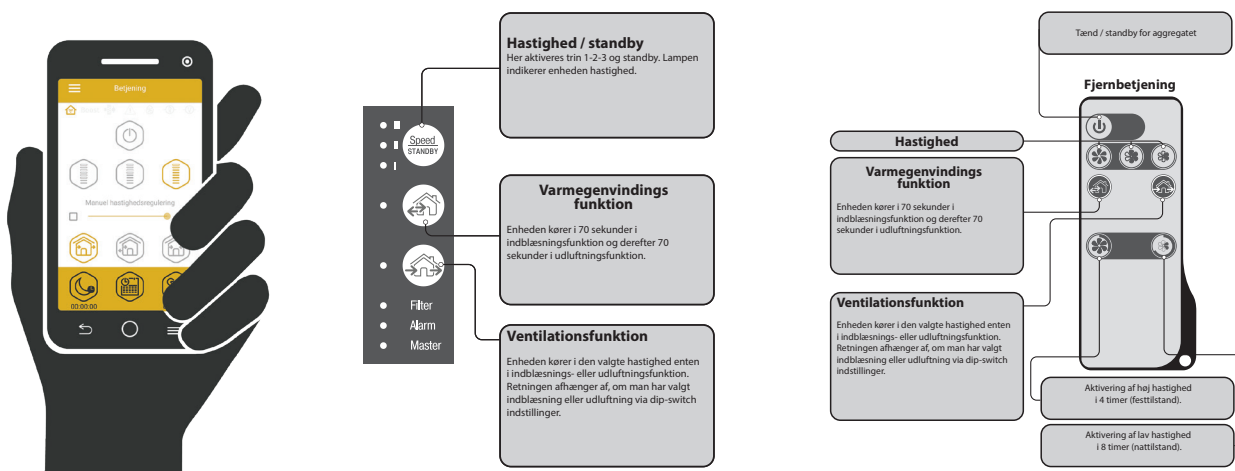 Betjening
Manuel hastighedsregulering
00:00:00
Speed
STANDBY
Filter
Alarm
Master
Hastighed / standby
Her aktiveres trin 1-2-3 og standby. Lampen
indikerer enheden hastighed.
Varmegenvindings
funktion
Enheden kører i 70 sekunder i
indblæsningsfunktion og derefter 70
sekunder i udluftningfunktion.
Ventilationsfunktion
Enheden kører i den valgte hastighed enten
i indblæsnings- eller udluftningsfunktion.
Retningen afhænger af, om man har valgt
indblæsning eller udluftning via dip-switch
indstillinger.
Tænd / standby for aggregatet
Fjernbetjening
Hastighed
Varmegenvindings
funktion
Enheden kører i 70 sekunder i
indblæsningsfunktion og derefter 70
sekunder i udluftningsfunktion.
Ventilationsfunktion
Enheden kører i den valgte hastighed enten
i indblæsnings- eller udluftningfunktion.
Retningen afhænger af, om man har valgt
indblæsning eller udluftning via dip-switch
indstillinger.
Aktivering af høj hastighed
i 4 timer (festtilstand).
Aktivering af lav hastighed
i 8 timer (nattilstand).